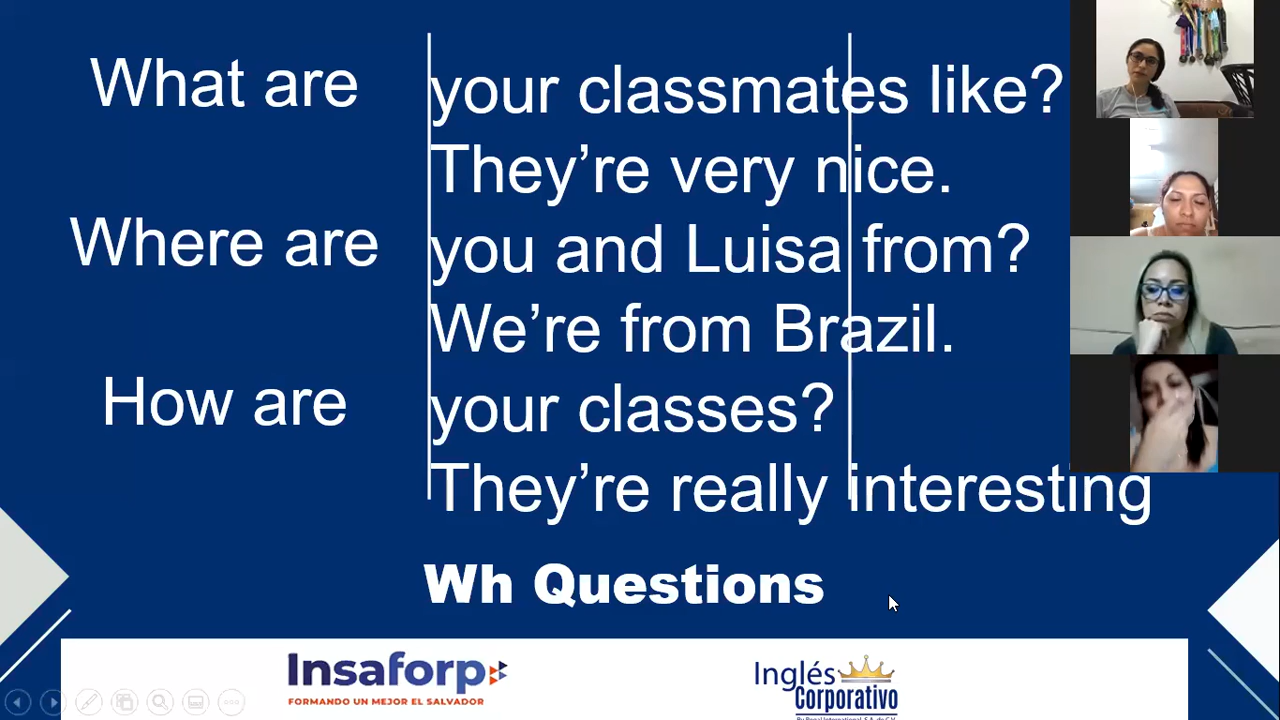 What are your classmates like?
They’re very nice.
Where are you and Luisa from?
We’re from Brazil.
How are your classes?
They’re really interesting
Wh Questions
Insaforp
FORMANDO UN MEJOR EL SALVADOR
Inglés
Corporativo